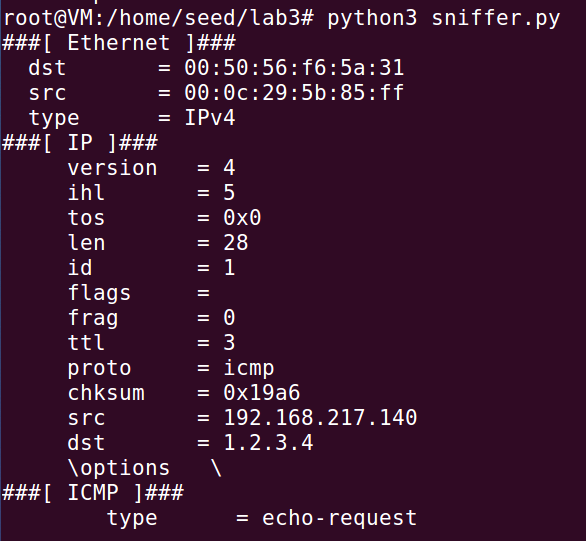 root@VM:/home/seed/lab3# python3 sniffer.py
###[ Ethernet ]###
  dst       = 00:50:56:f6:5a:31
  src       = 00:0c:29:5b:85:ff
  type      = IPv4
###[ IP ]###
     version   = 4
     ihl       = 5
     tos       = 0x0
     len       = 28
     id        = 1
     flags     =
     frag      = 0
     ttl       = 3
     proto     = icmp
     chksum    = 0x19a6
     src       = 192.168.217.140
     dst       = 1.2.3.4
     \options   \
###[ ICMP ]###
        type      = echo-request